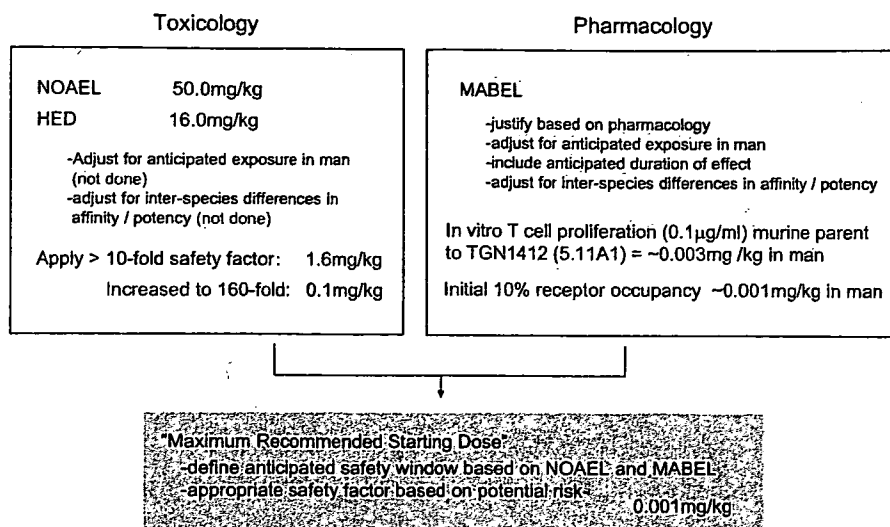 Toxicology
NOAEL 50.0mg/kg
HED 16.0mg/kg
-Adjust for anticipated exposure in man
(not done)
-adjust for inter-species differences in
affinity / potency (not done)
Apply > 10-fold safety factor: 1.6mg/kg
Increased to 160-fold: 0.1mg/kg
Pharmacology
MABEL
-justify based on pharmacology
-adjust for anticipated exposure in man
-include anticipated duration of effect
-adjust for inter-species differences in affinity / potency
In vitro T cell proliferation (0.1µg/ml) murine parent
to TGN1412 (5.11A1) = ~0.003mg /kg in man
Initial 10% receptor occupancy ~0.001mg/kg in man
"Maximum Recommended Starting Dose"
-define anticipated safety window based on NOAEL and MABEL
-appropriate safety factor based on potential risk
0.001mg/kg